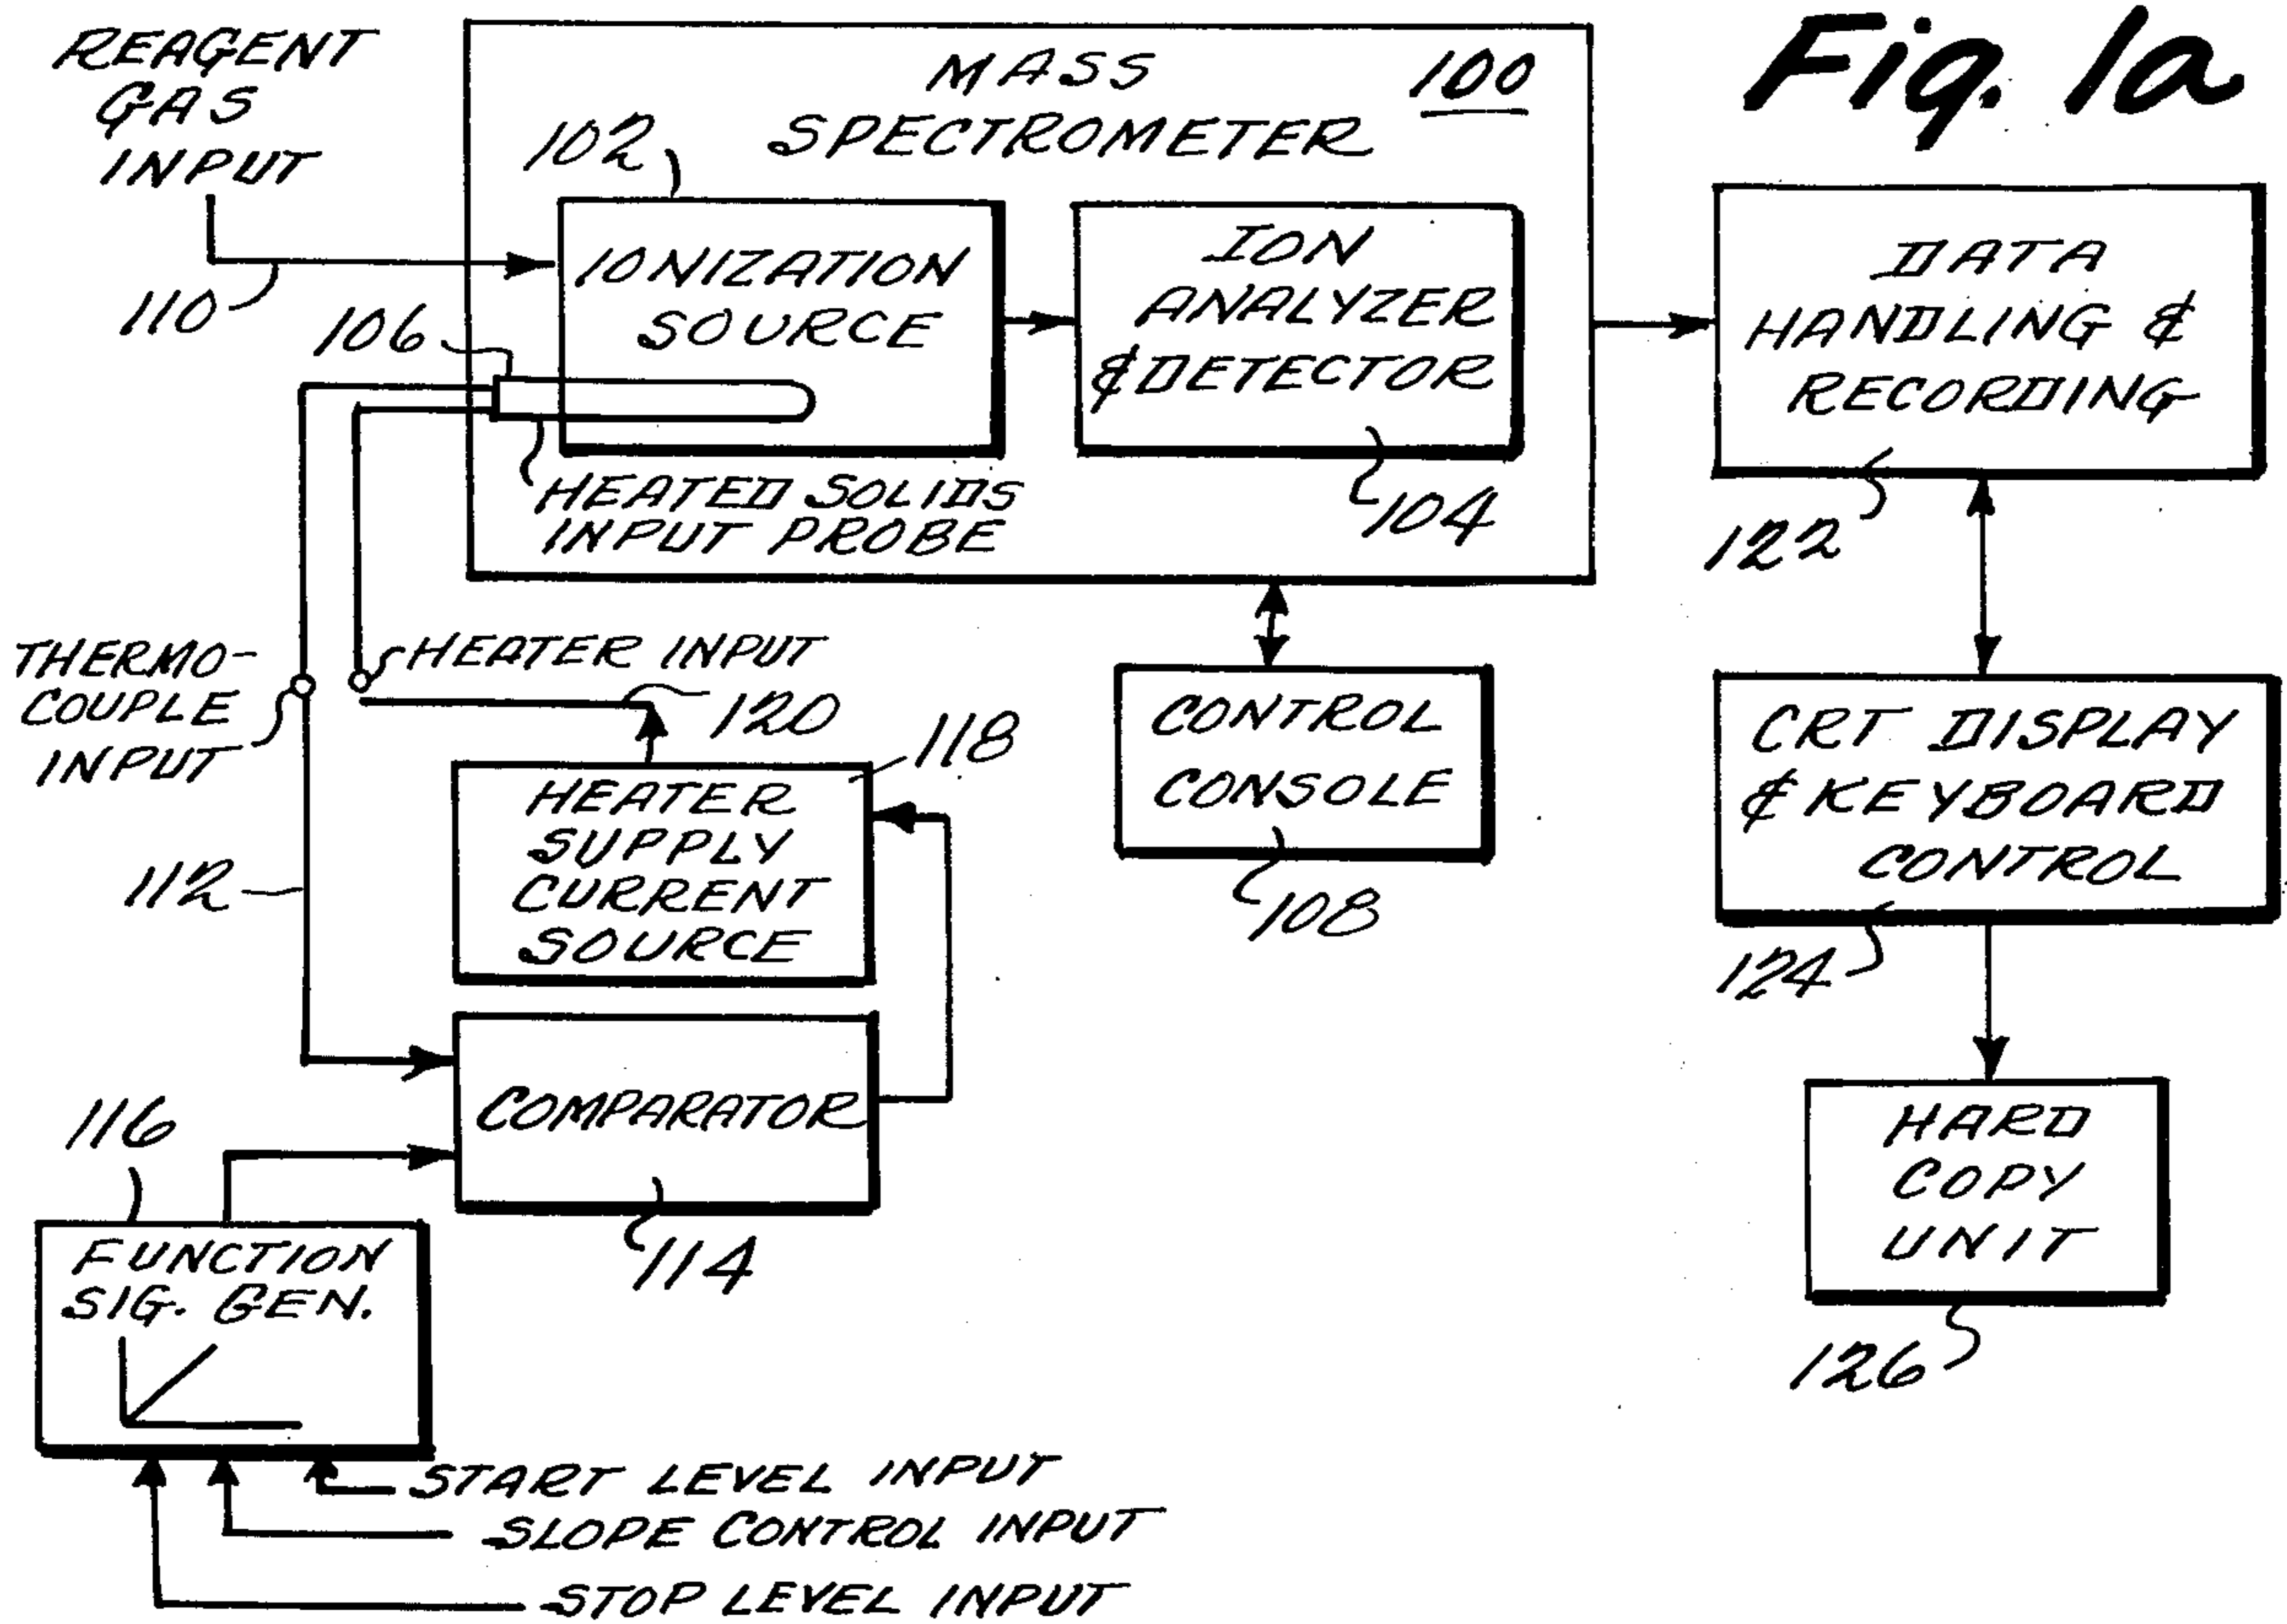 Fig. 1a
REAGENT
GAS
INPUT
MASS
SPECTROMETER
100
102
110
106
IONIZATION
SOURCE
ION
ANALYZER
& DETECTOR
104
HEATED SOLIDS
INPUT PROBE
DATA
HANDLING &
RECORDING
122
THERMO-
COUPLE
INPUT
HEATER INPUT
120
118
HEATER
SUPPLY
CURRENT
SOURCE
112
CONTROL
CONSOLE
108
CRT DISPLAY
& KEYBOARD
CONTROL
124
COMPARATOR
114
116
FUNCTION
SIG. GEN.
HARD
COPY
UNIT
126
START LEVEL INPUT
SLOPE CONTROL INPUT
STOP LEVEL INPUT